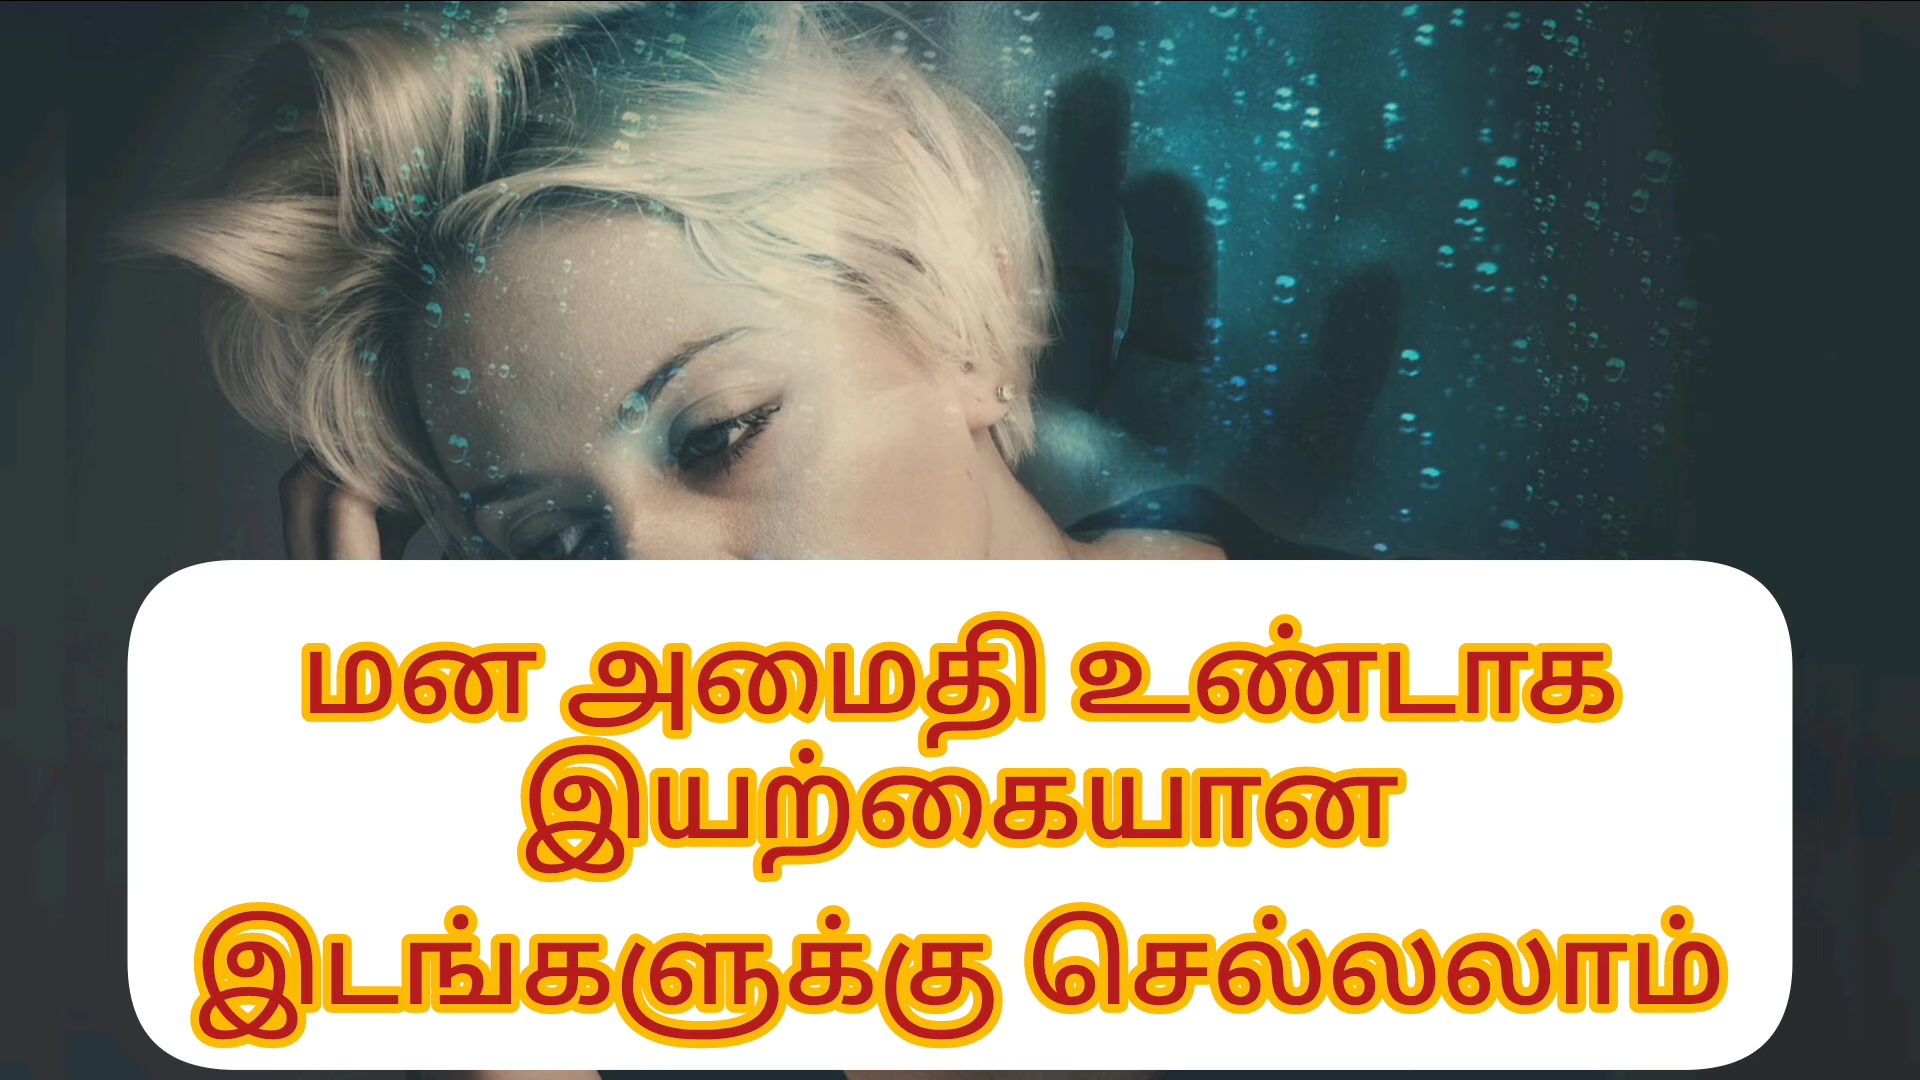 மன அமைதி உண்டாக
இயற்கையான
இடங்களுக்கு செல்லலாம்